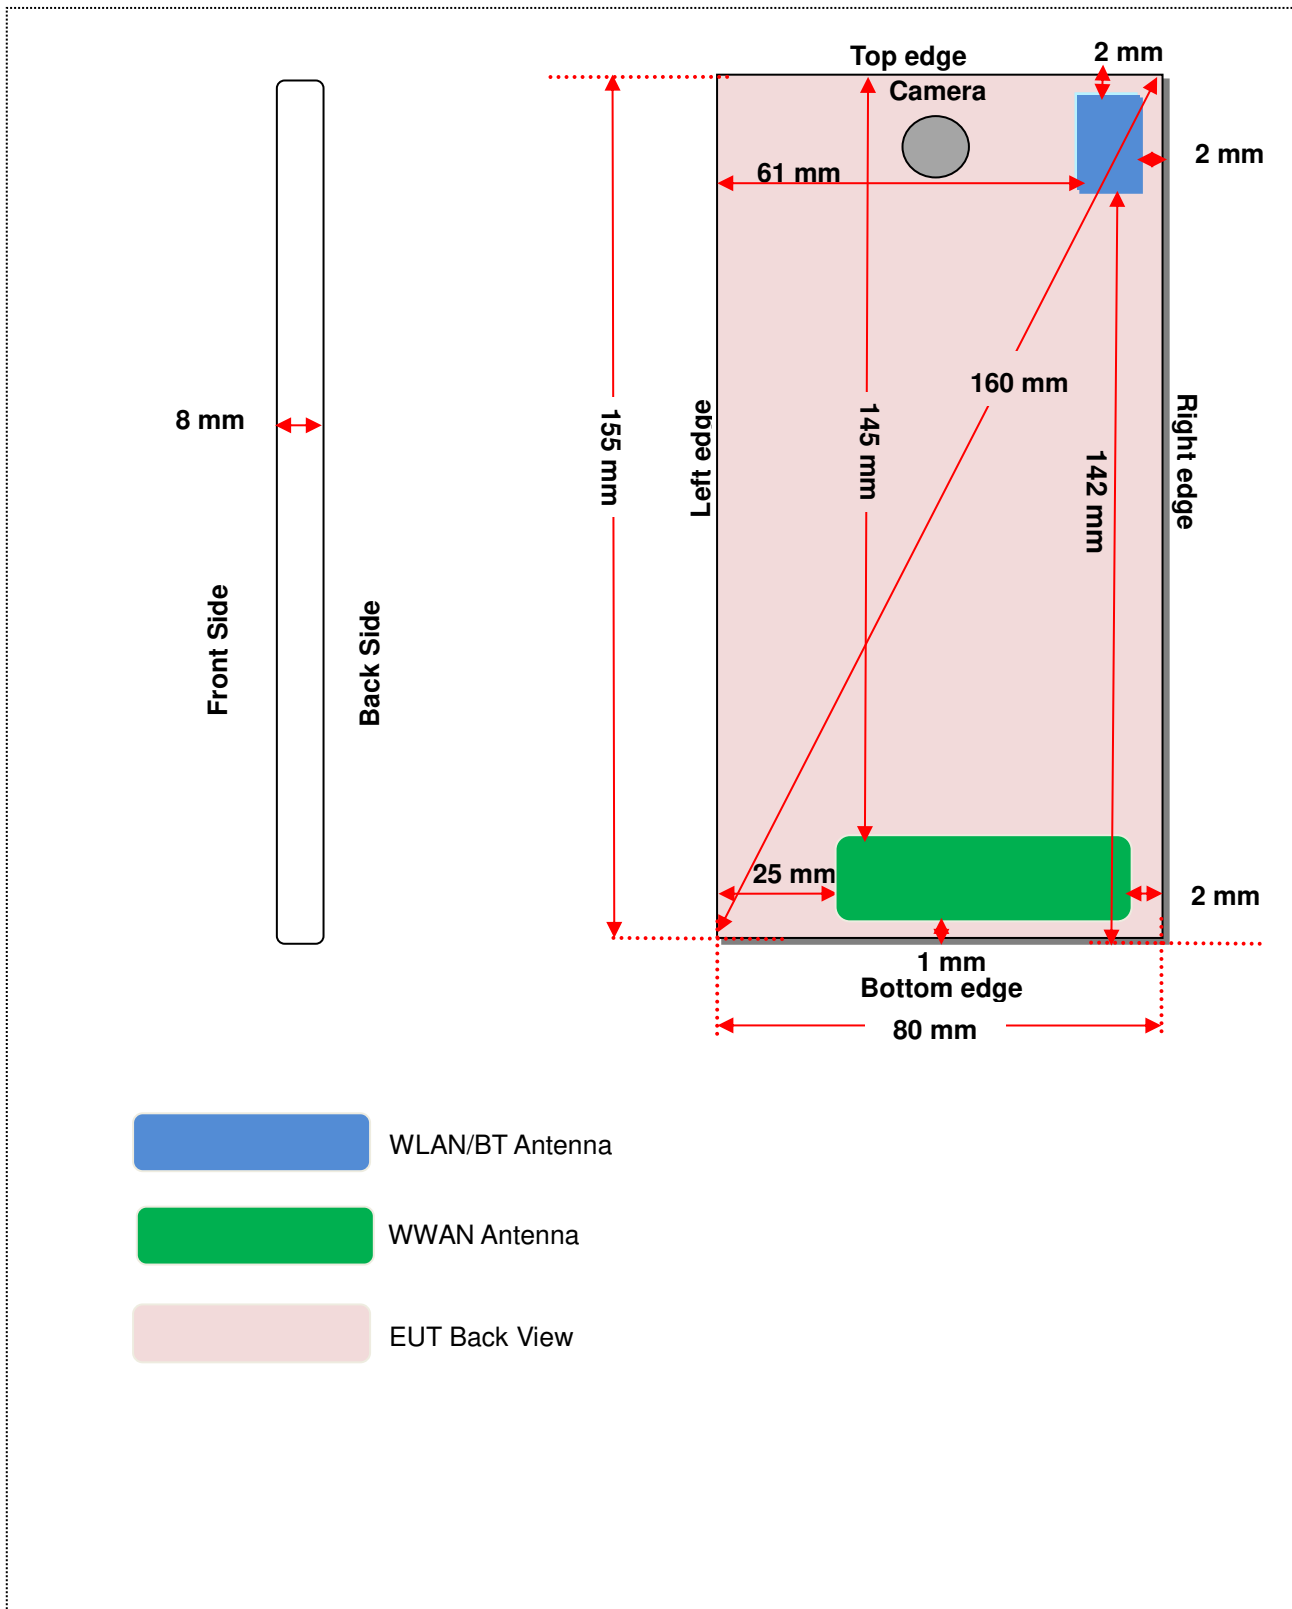 2 mm
Top edge
Camera
2 mm
61 mm
160 mm
8 mm
155 mm
Left edge
145 mm
142 mm
Right edge
Front Side
Back Side
25 mm
2 mm
1 mm
Bottom edge
80 mm
WLAN/BT Antenna
WWAN Antenna
EUT Back View